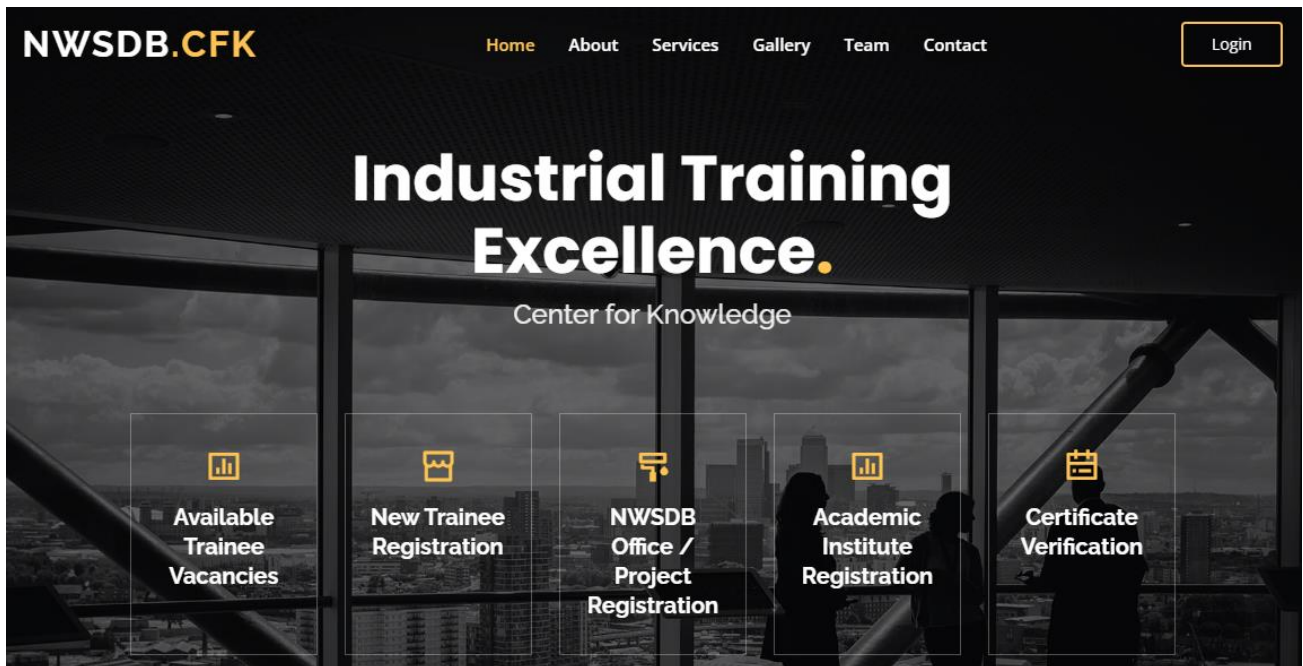 NWSDB.CFK
Home About Services Gallery Team Contact
Login
Industrial Training
Excellence.
Center for Knowledge
Available
Trainee
Vacancies
New Trainee
Registration
NWSDB
Office /
Project
Registration
Academic
Institute
Registration
Certificate
Verification